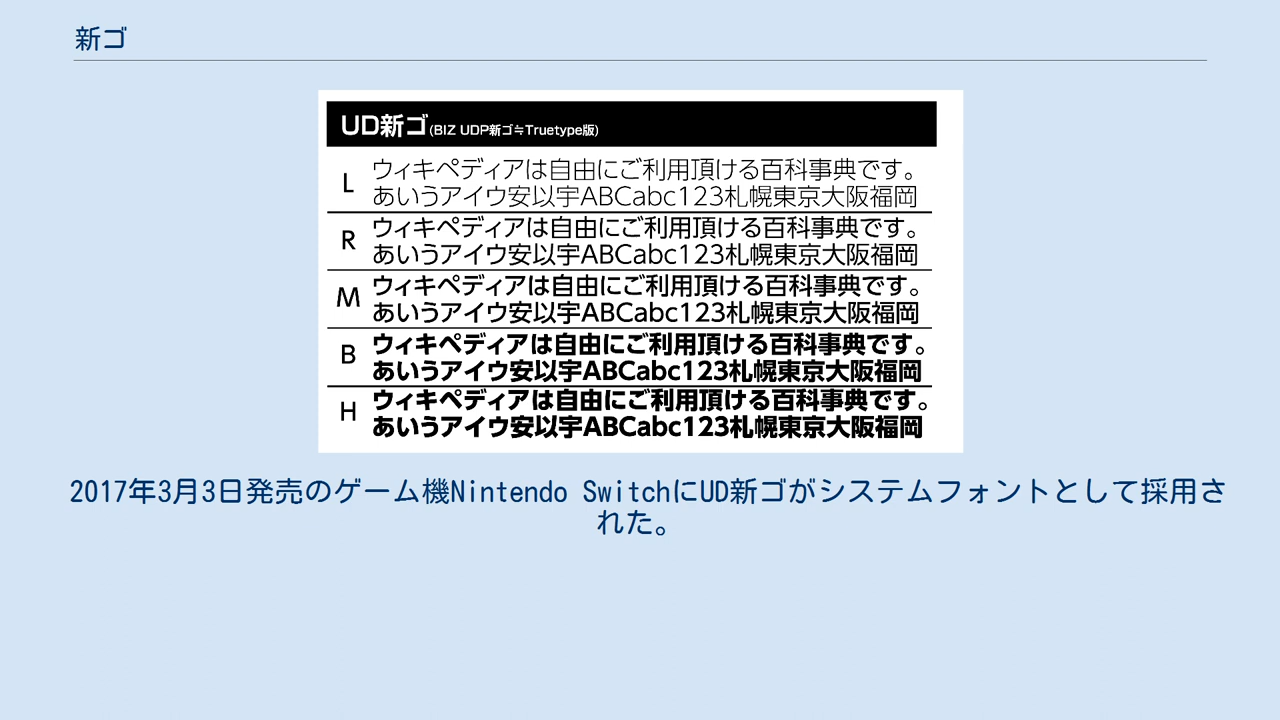 新ゴ
UD新ゴ(BIZ UDP新ゴ≒Truetype版)
L
ウィキペディアは自由にご利用頂ける百科事典です。
あいうアイウ安以宇ABCabc123札幌東京大阪福岡
R
ウィキペディアは自由にご利用頂ける百科事典です。
あいうアイウ安以宇ABCabc123札幌東京大阪福岡
M
ウィキペディアは自由にご利用頂ける百科事典です。
あいうアイウ安以宇ABCabc123札幌東京大阪福岡
B
ウィキペディアは自由にご利用頂ける百科事典です。
あいうアイウ安以宇ABCabc123札幌東京大阪福岡
H
ウィキペディアは自由にご利用頂ける百科事典です。
あいうアイウ安以宇ABCabc123札幌東京大阪福岡
2017年3月3日発売のゲーム機Nintendo SwitchにUD新ゴがシステムフォントとして採用さ
れた。